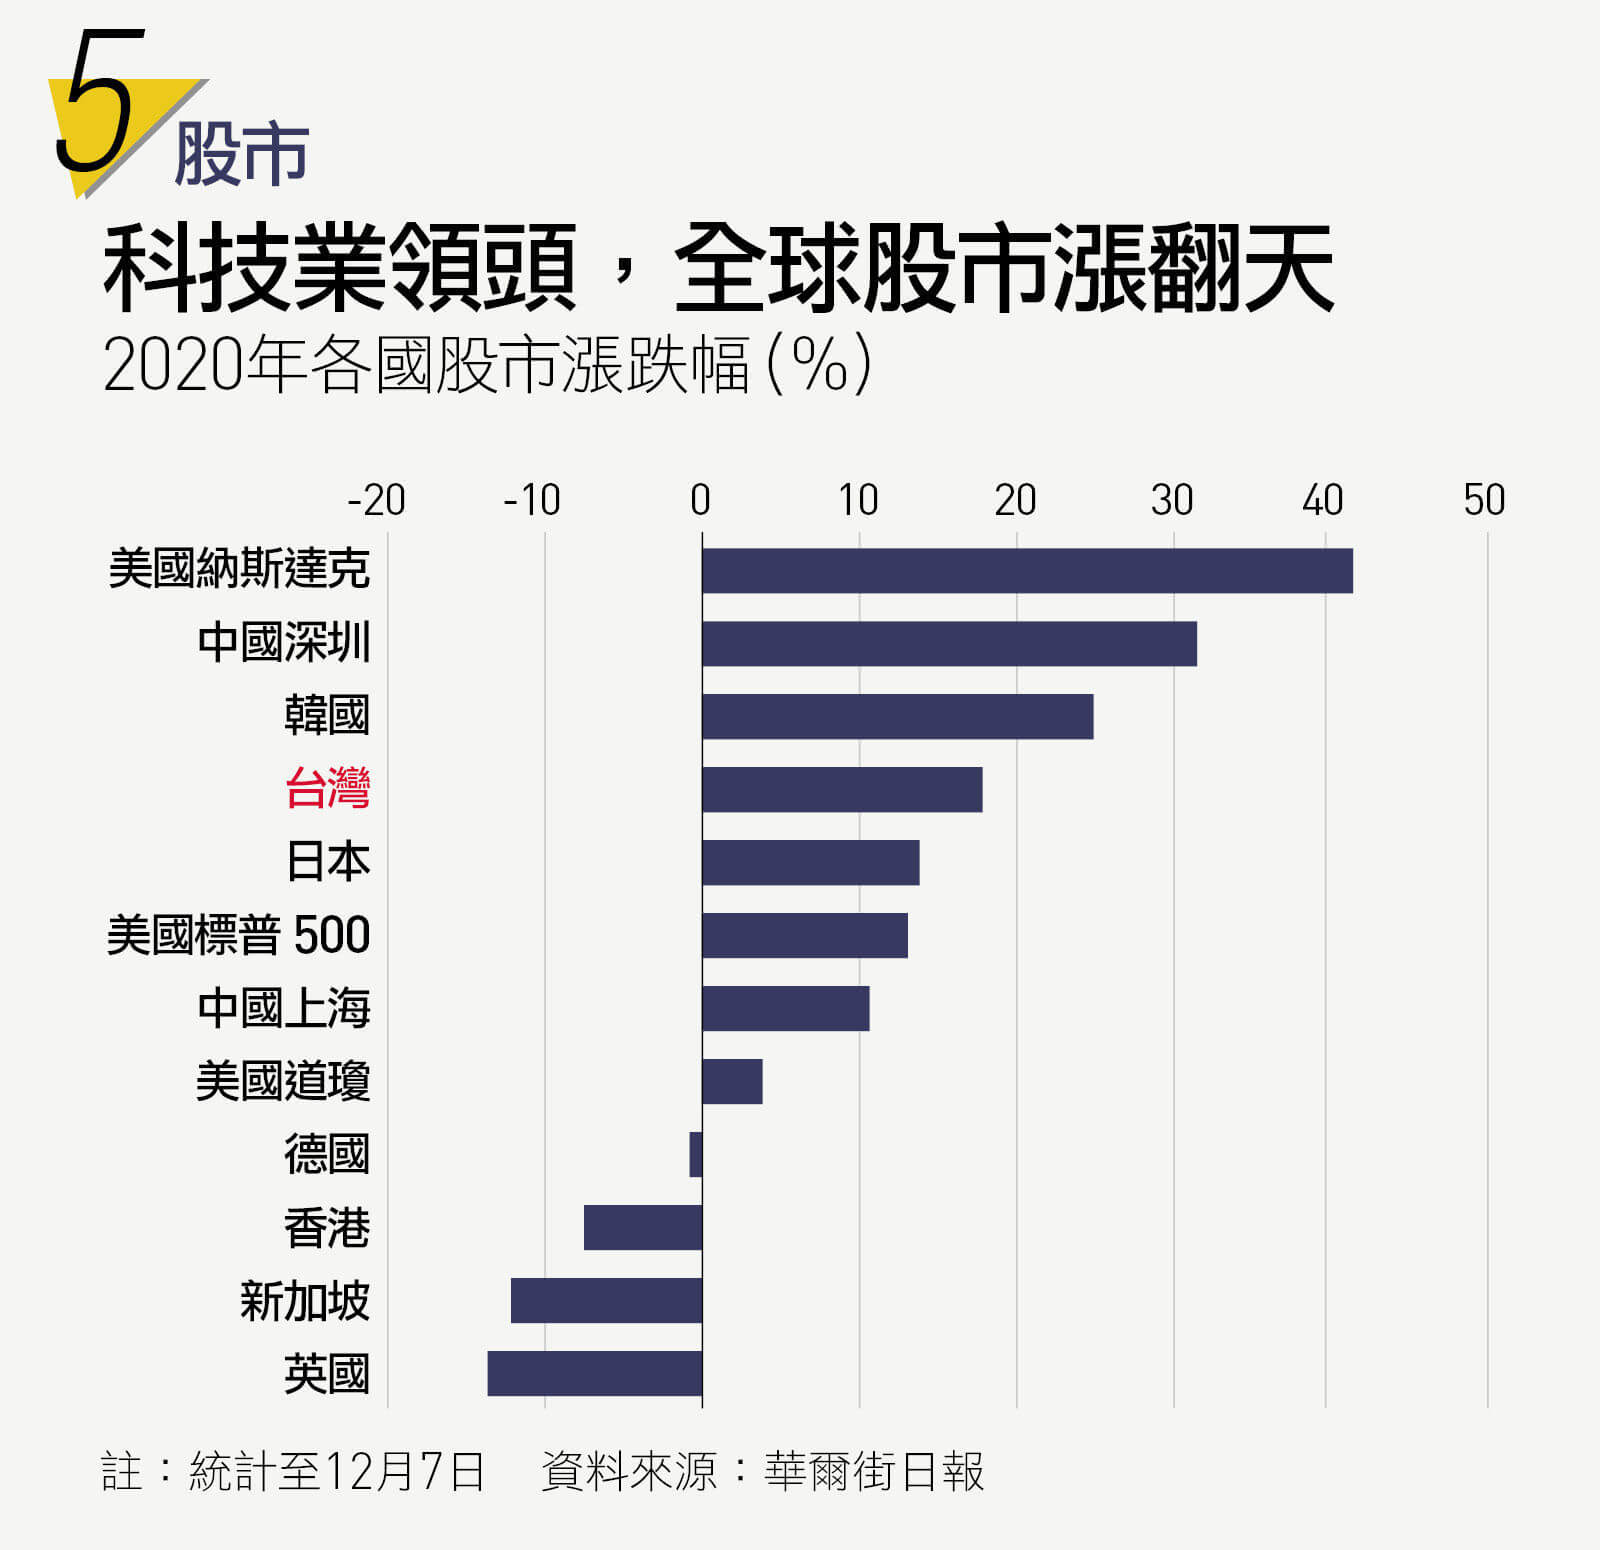 5
股市
科技業領頭，全球股市漲翻天
2020年各國股市漲跌幅(%)
-20 -10 0 10 20 30 40 50
美國納斯達克
中國深圳
韓國
台灣
日本
美國標普 500
中國上海
美國道瓊
德國
香港
新加坡
英國
註：統計至12月7日 資料來源：華爾街日報